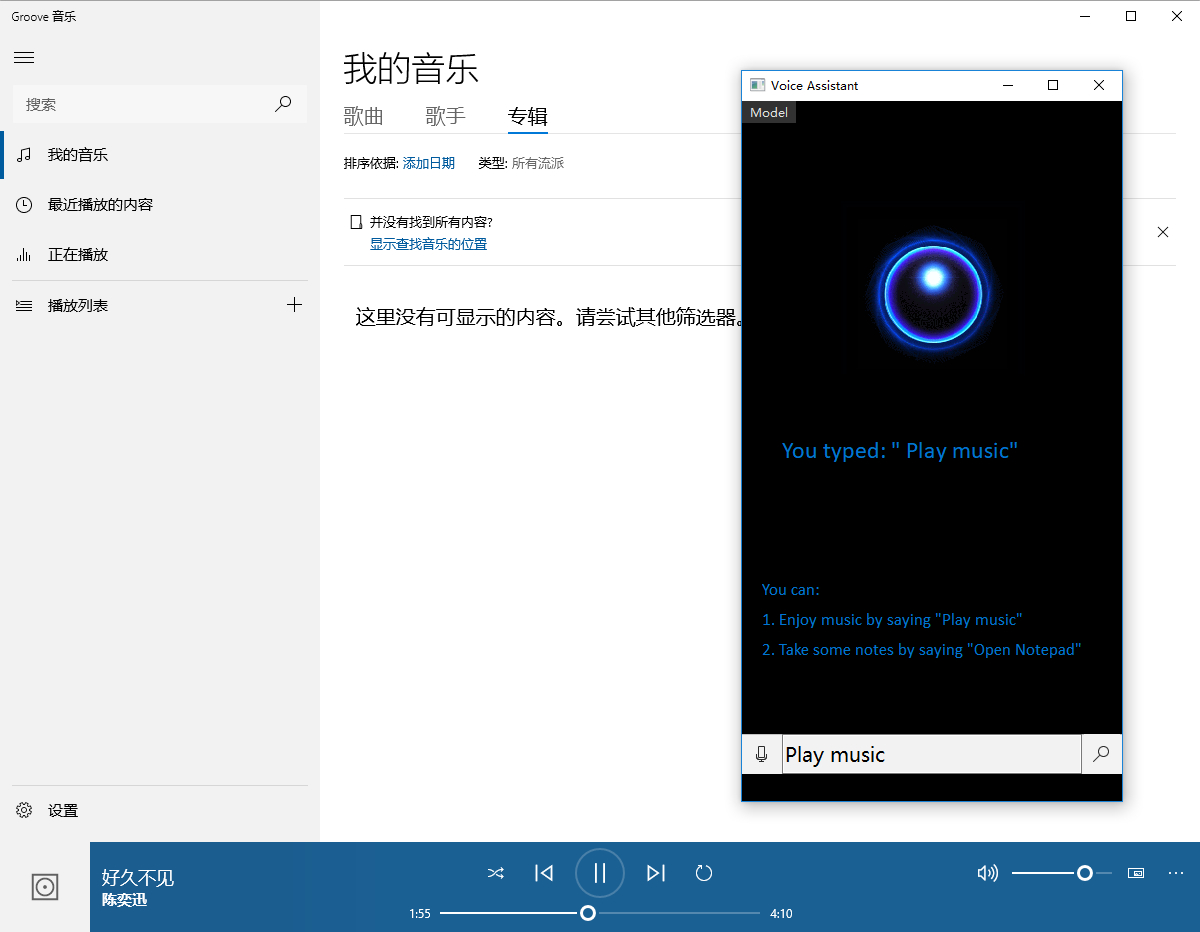 Groove 音乐
搜索
我的音乐
最近播放的内容
正在播放
播放列表
设置
我的音乐
歌曲 歌手 专辑
排序依据: 添加日期 类型: 所有流派
并没有找到所有内容?
显示查找音乐的位置
这里没有可显示的内容。请尝试其他筛选器。
Voice Assistant
Model
You typed: " Play music"
You can:
1. Enjoy music by saying "Play music"
2. Take some notes by saying "Open Notepad"
Play music
好久不见
陈奕迅
1:55 4:10